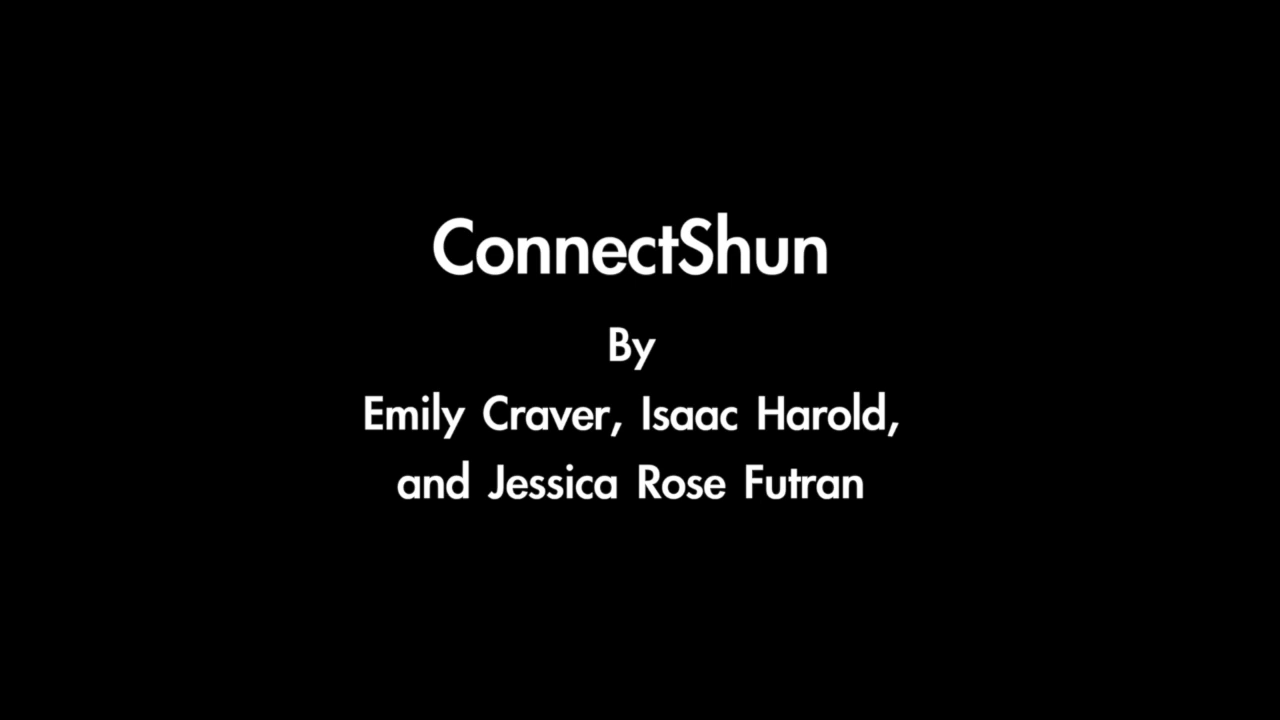 ConnectShun
By
Emily Craver, Isaac Harold,
and Jessica Rose Futran